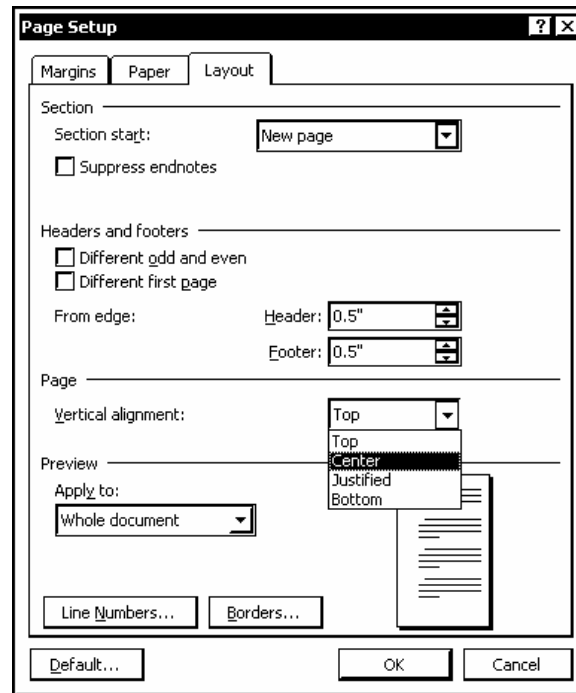 Page Setup
Margins Paper Layout
Section
Section start: New page
Suppress endnotes
Headers and footers
Different odd and even
Different first page
From edge: Header: 0.5"
Footer: 0.5"
Page
Vertical alignment: Top
Top
Center
Justified
Bottom
Preview
Apply to:
Whole document
Line Numbers... Borders...
Default... OK Cancel